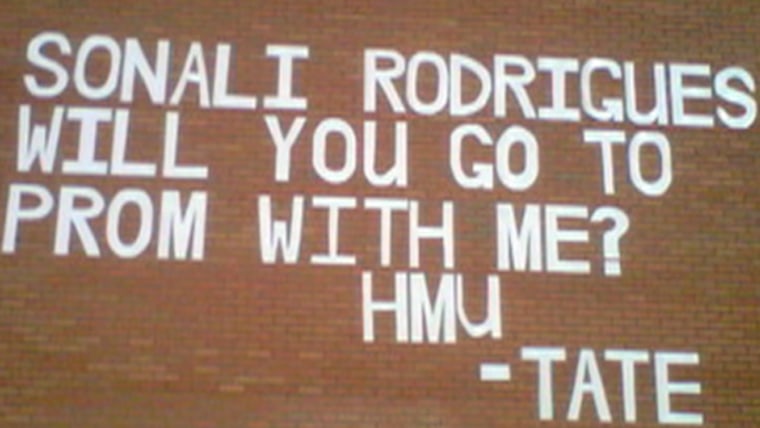 SONALI RODRIGUES
WILL YOU GO TO
PROM WITH ME?
HMU
-TATE